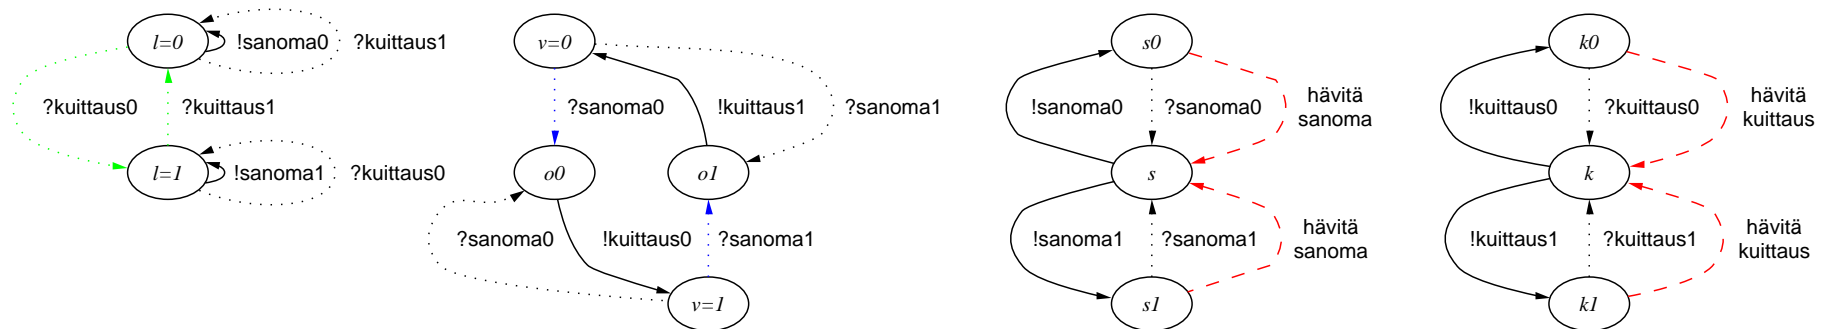 l=0
!sanoma0
?kuittaus1
?kuittaus0
?kuittaus1
l=1
!sanoma1
?kuittaus0
v=0
?sanoma0
!kuittaus1
?sanoma1
o0
o1
?sanoma0
!kuittaus0
?sanoma1
v=1
s0
!sanoma0
?sanoma0
hävitä
sanoma
s
!sanoma1
?sanoma1
hävitä
sanoma
s1
k0
!kuittaus0
?kuittaus0
hävitä
kuittaus
k
!kuittaus1
?kuittaus1
hävitä
kuittaus
k1